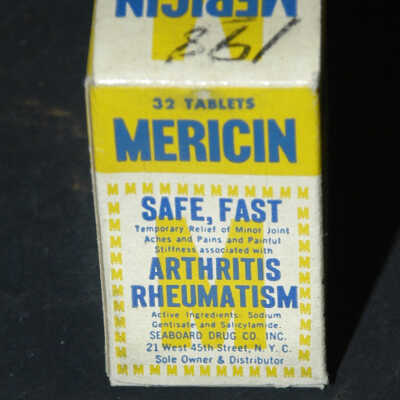 MERICIN
198
32 TABLETS
MERICIN
SAFE, FAST
Temporary Relief of Minor Joint
Aches and Pains and Painful
Stiffness associated with
ARTHRITIS
RHEUMATISM
Active Ingredients: Sodium
Gentisate and Salicylamide.
SEABOARD DRUG CO. INC.
21 West 45th Street, N. Y. C.
Sole Owner & Distributor